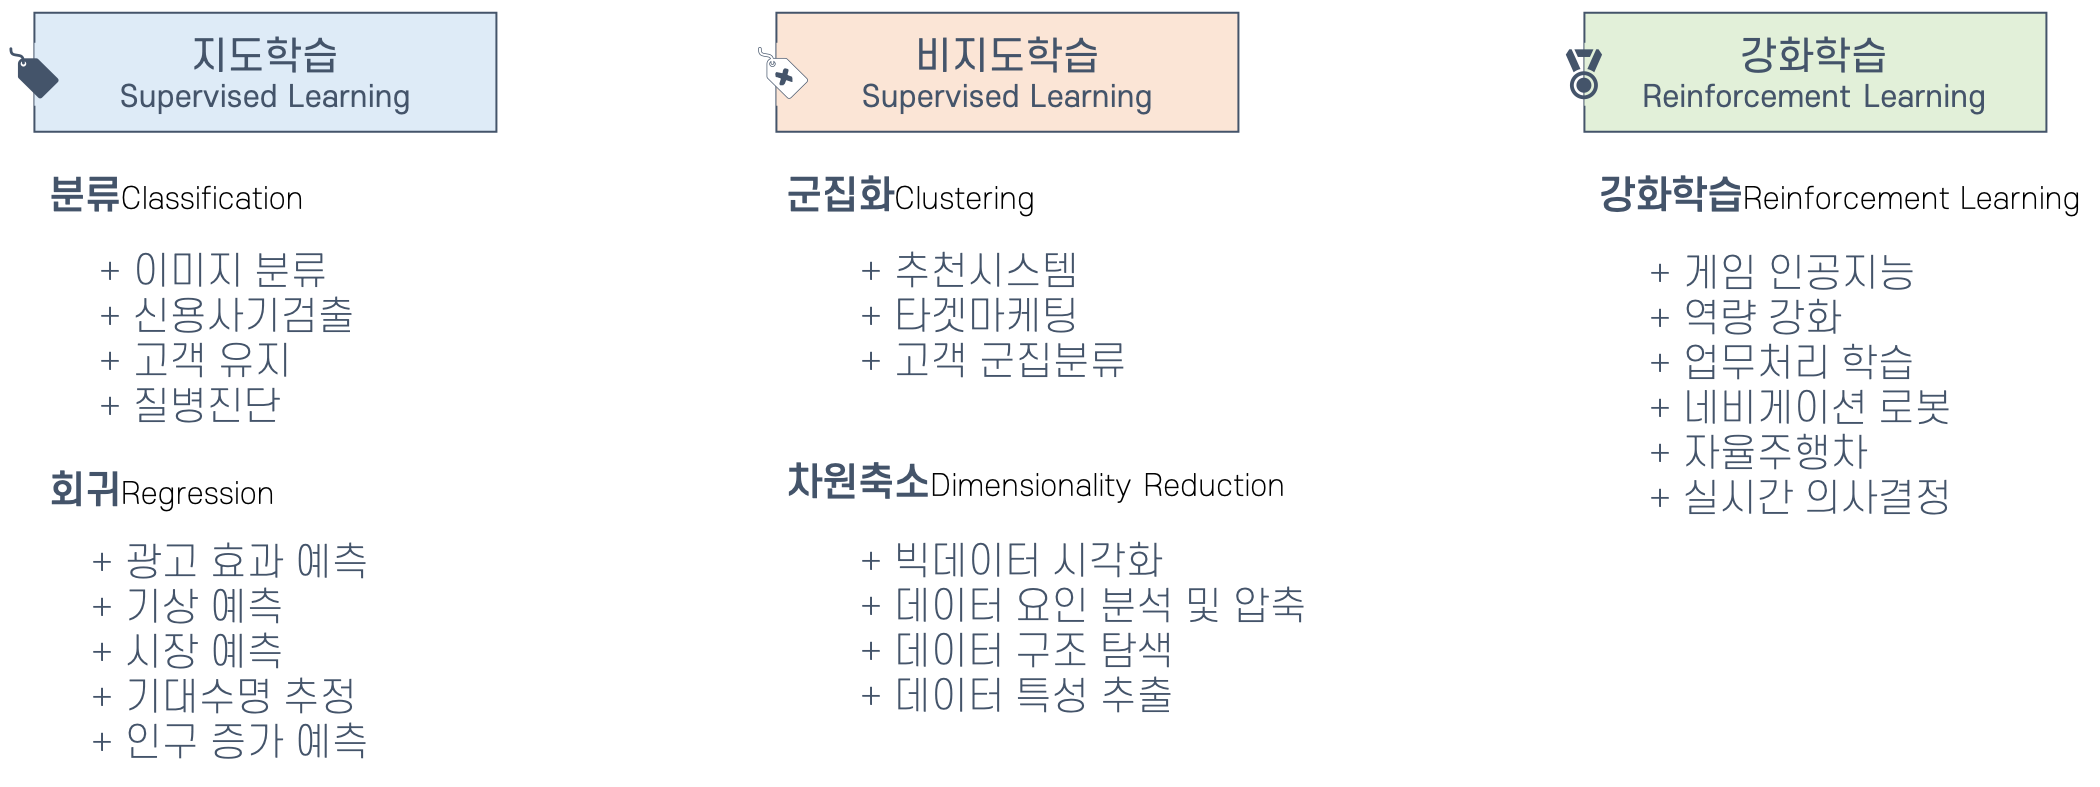 지도학습
Supervised Learning
분류Classification
+ 이미지 분류
+ 신용사기검출
+ 고객 유지
+ 질병진단
회귀Regression
+ 광고 효과 예측
+ 기상 예측
+ 시장 예측
+ 기대수명 추정
+ 인구 증가 예측
비지도학습
Supervised Learning
군집화Clustering
+ 추천시스템
+ 타겟마케팅
+ 고객 군집분류
차원축소Dimensionality Reduction
+ 빅데이터 시각화
+ 데이터 요인 분석 및 압축
+ 데이터 구조 탐색
+ 데이터 특성 추출
강화학습
Reinforcement Learning
강화학습Reinforcement Learning
+ 게임 인공지능
+ 역량 강화
+ 업무처리 학습
+ 네비게이션 로봇
+ 자율주행차
+ 실시간 의사결정